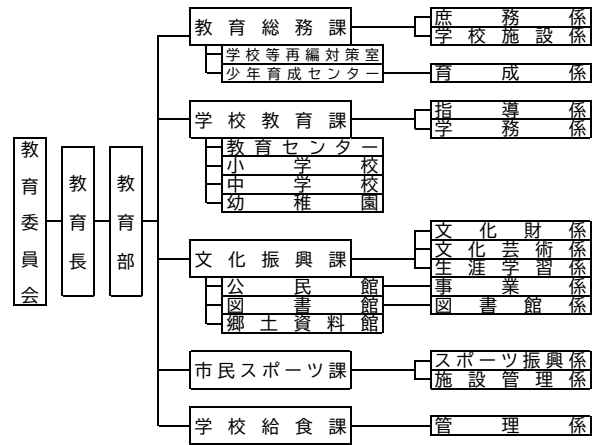 教育委員会
教育長
教育部
教育総務課
庶務係
学校施設係
学校等再編対策室
少年育成センター
育成係
学校教育課
指導係
学務係
教育センター
小学校
中学校
幼稚園
文化振興課
文化財係
文化芸術係
生涯学習係
公民館
事業係
図書館
図書館係
郷土資料館
市民スポーツ課
スポーツ振興係
施設管理係
学校給食課
管理係